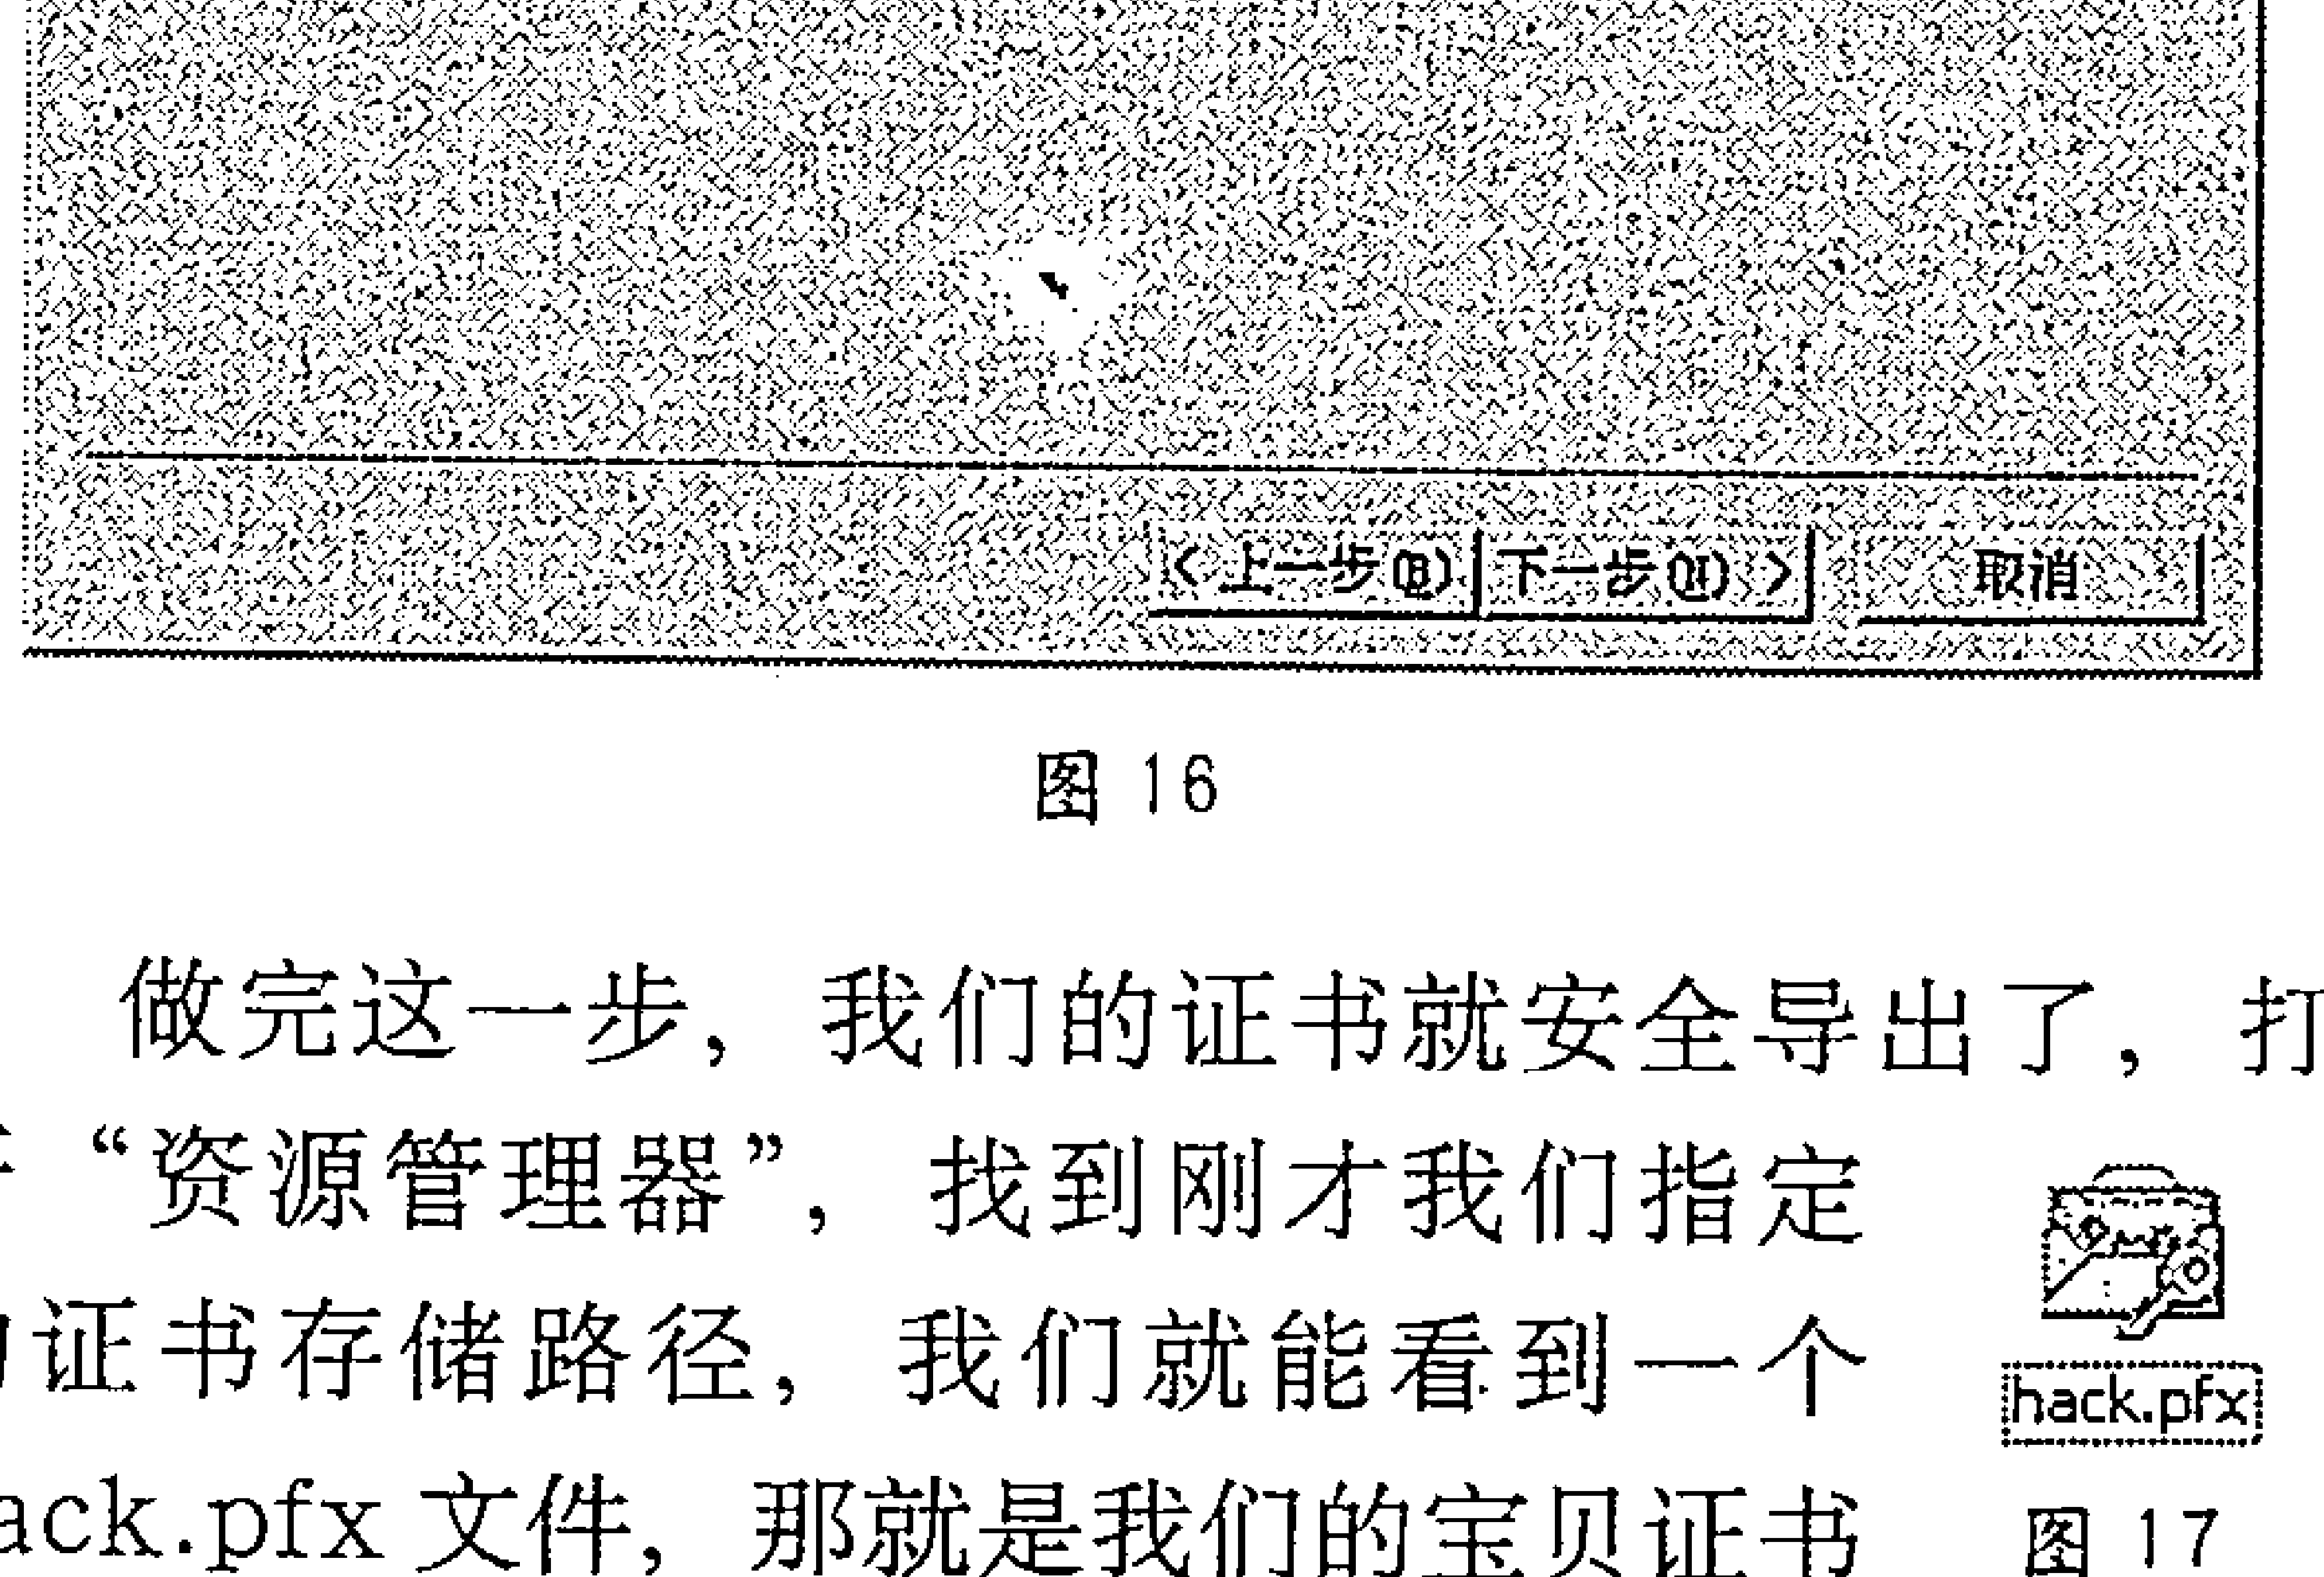 < 上一步(B) 下一步(N) > 取消
图 16
做完这一步，我们的证书就安全导出了，打
“资源管理器”，找到刚才我们指定
证书存储路径，我们就能看到一个
hack.pfx
ack.pfx 文件，那就是我们的宝贝证书
图 17